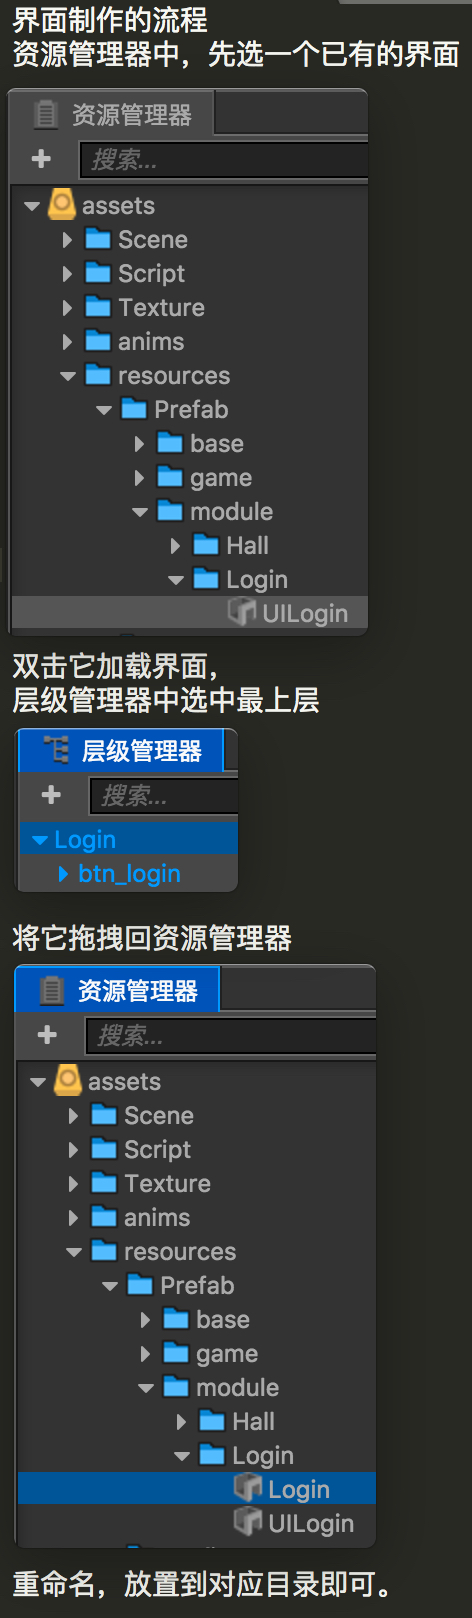 界面制作的流程
资源管理器中，先选一个已有的界面
资源管理器
搜索...
assets
Scene
Script
Texture
anims
resources
Prefab
base
game
module
Hall
Login
UILogin
双击它加载界面，
层级管理器中选中最上层
层级管理器
搜索...
Login
btn_login
将它拖拽回资源管理器
资源管理器
搜索...
assets
Scene
Script
Texture
anims
resources
Prefab
base
game
module
Hall
Login
Login
UILogin
重命名，放置到对应目录即可。